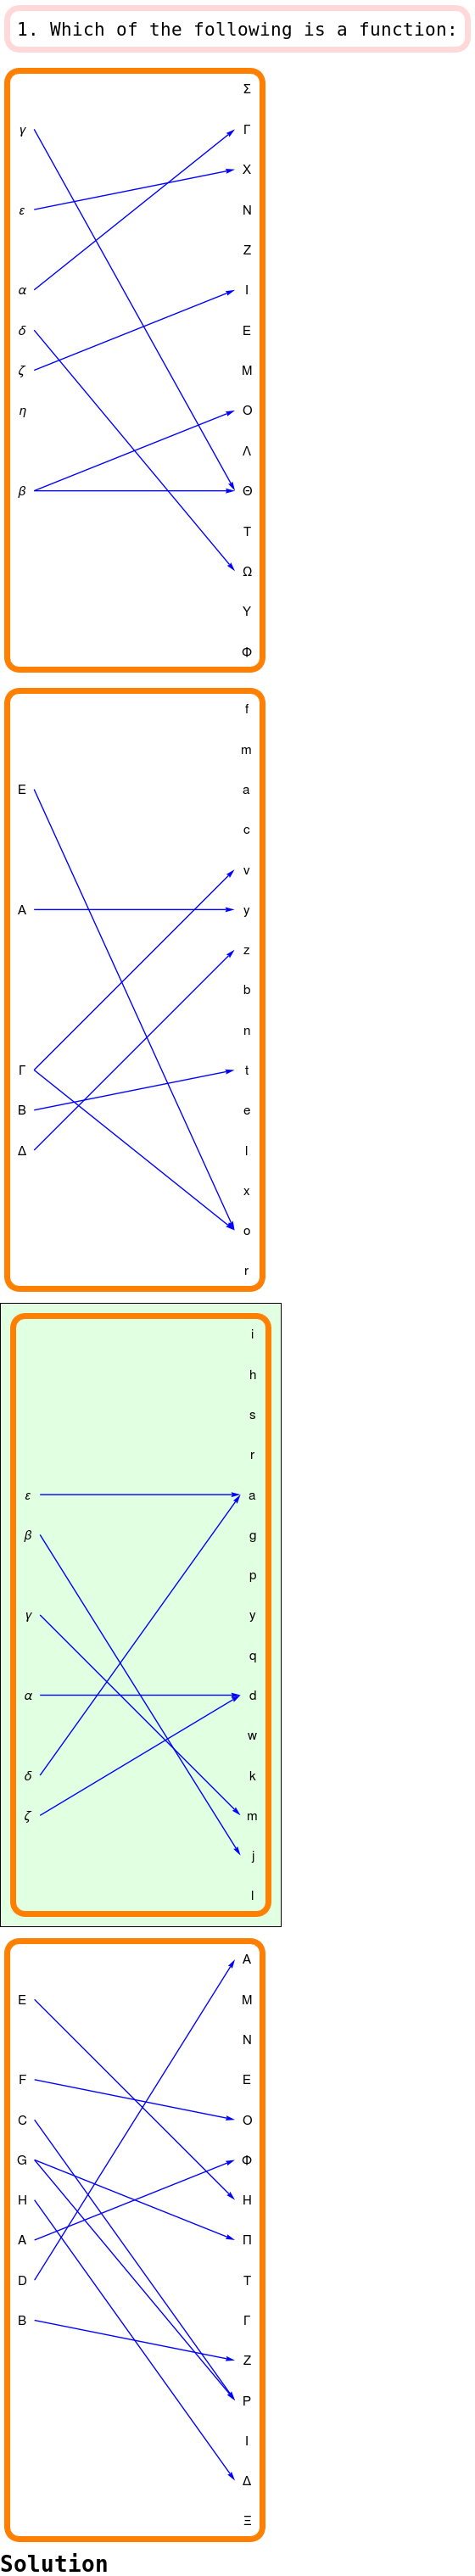 1. Which of the following is a function:
Σ
γ Γ
ε Χ
Ν
Ζ
α Ι
δ Ε
ζ Μ
η Ο
Λ
β Θ
Τ
Ω
Υ
Φ
f
m
E a
c
v
A y
z
b
n
Γ t
B e
Δ l
x
o
r
i
h
s
r
ε a
β g
p
γ y
q
α d
w
δ k
ζ m
j
l
Α
E Μ
Ν
F Ε
C Ο
G Φ
H Η
A Π
D Τ
B Γ
Ζ
Ρ
Ι
Δ
Ξ
Solution